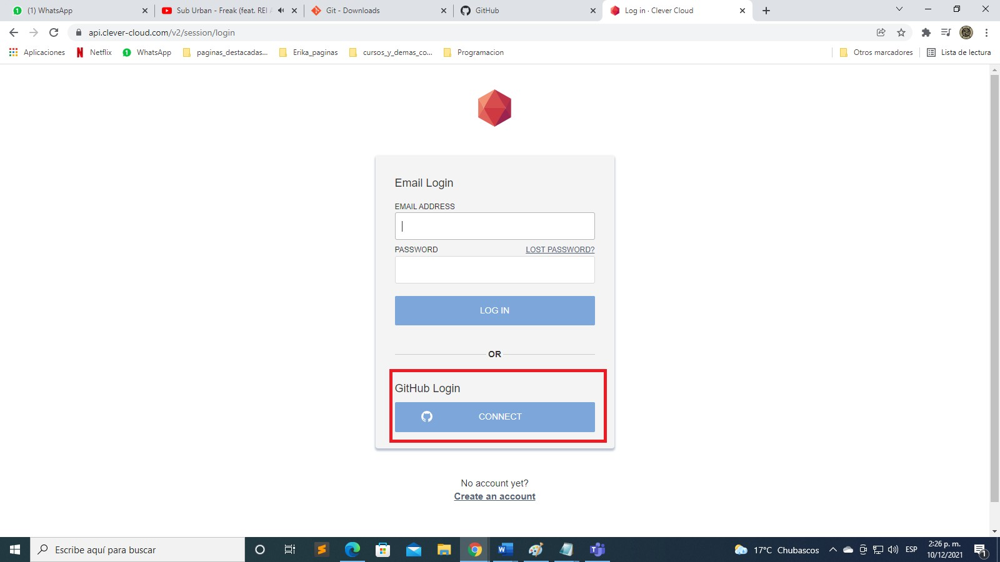 (1) WhatsApp
Sub Urban - Freak (feat. REI
Git - Downloads
GitHub
Log in · Clever Cloud
api.clever-cloud.com/v2/session/login
Aplicaciones
Netflix
WhatsApp
paginas_destacadas...
Erika_paginas
cursos_y_demas_co...
Programacion
Otros marcadores
Lista de lectura
Email Login
EMAIL ADDRESS
PASSWORD LOST PASSWORD?
LOG IN
OR
GitHub Login
CONNECT
No account yet?
Create an account
Escribe aquí para buscar
17°C Chubascos
ESP
2:26 p. m.
10/12/2021
1